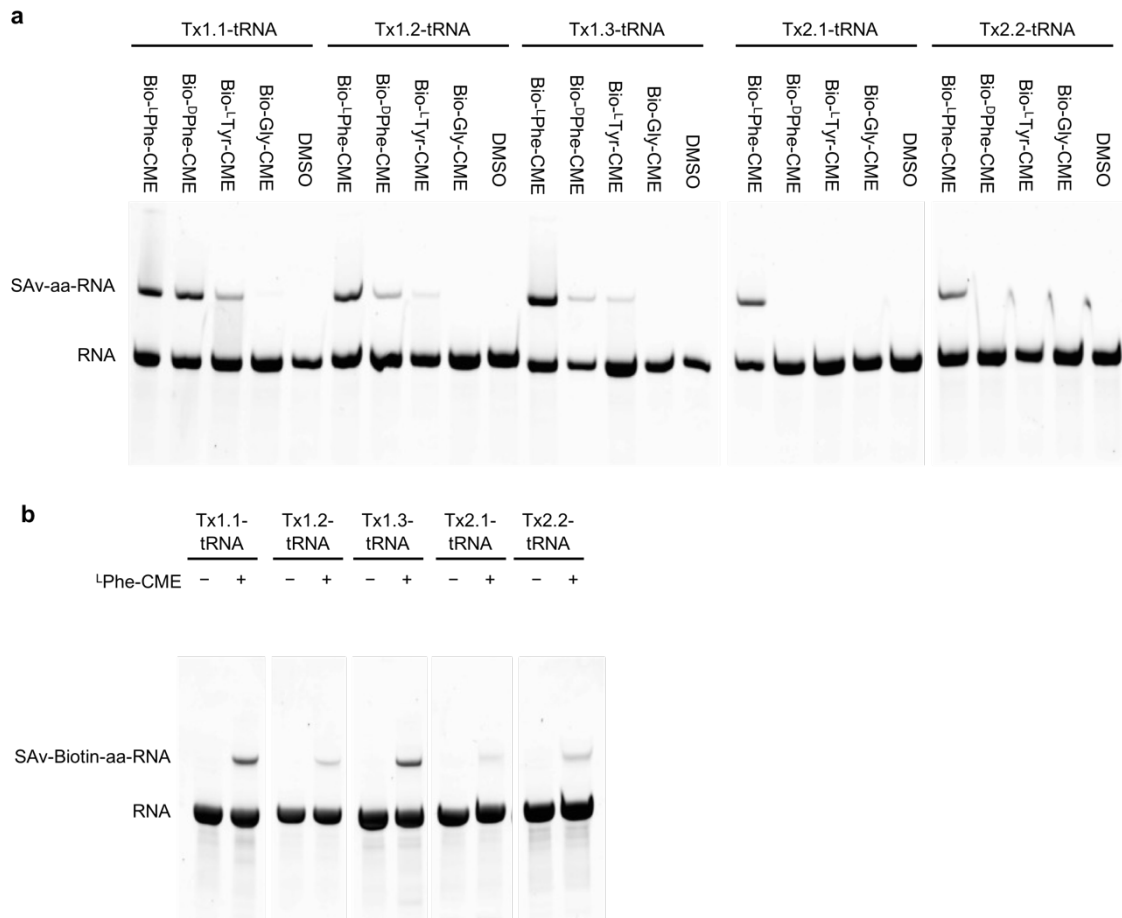 a
Tx1.1-tRNA Tx1.2-tRNA Tx1.3-tRNA Tx2.1-tRNA Tx2.2-tRNA
Bio-ᴸPhe-CME Bio-ᴰPhe-CME Bio-ᴸTyr-CME Bio-Gly-CME DMSO Bio-ᴸPhe-CME Bio-ᴰPhe-CME Bio-ᴸTyr-CME Bio-Gly-CME DMSO Bio-ᴸPhe-CME Bio-ᴰPhe-CME Bio-ᴸTyr-CME Bio-Gly-CME DMSO Bio-ᴸPhe-CME Bio-ᴰPhe-CME Bio-ᴸTyr-CME Bio-Gly-CME DMSO Bio-ᴸPhe-CME Bio-ᴰPhe-CME Bio-ᴸTyr-CME Bio-Gly-CME DMSO
SAv-aa-RNA
RNA
b
Tx1.1- Tx1.2- Tx1.3- Tx2.1- Tx2.2-
tRNA tRNA tRNA tRNA tRNA
ᴸPhe-CME − + − + − + − + − +
SAv-Biotin-aa-RNA
RNA